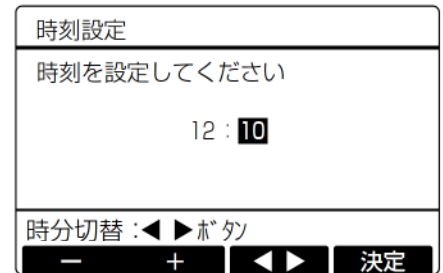 時刻設定
時刻を設定してください
12:10
時分切替:◀ ▶ﾎﾞﾀﾝ
− + ◀ ▶ 決定